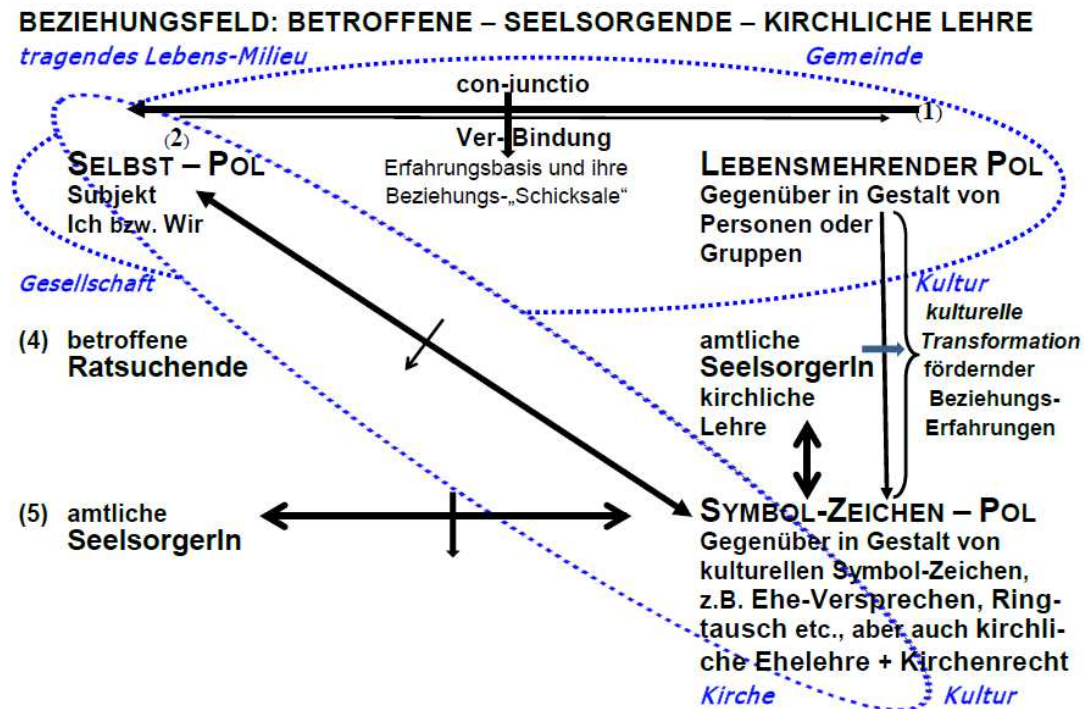 BEZIEHUNGSFELD: BETROFFENE – SEELSORGENDE – KIRCHLICHE LEHRE
tragendes Lebens-Milieu
Gemeinde
con-junctio
(1)
(2)
Ver-Bindung
SELBST – POL
Subjekt
Ich bzw. Wir
Erfahrungsbasis und ihre
Beziehungs-„Schicksale“
LEBENSMEHRENDER POL
Gegenüber in Gestalt von
Personen oder
Gruppen
Gesellschaft
Kultur
kulturelle
Transformation
fördernder
Beziehungs-
Erfahrungen
(4) betroffene
Ratsuchende
amtliche
SeelsorgerIn
kirchliche
Lehre
(5) amtliche
SeelsorgerIn
SYMBOL-ZEICHEN – POL
Gegenüber in Gestalt von
kulturellen Symbol-Zeichen,
z.B. Ehe-Versprechen, Ring-
tausch etc., aber auch kirchli-
che Ehelehre + Kirchenrecht
Kirche
Kultur